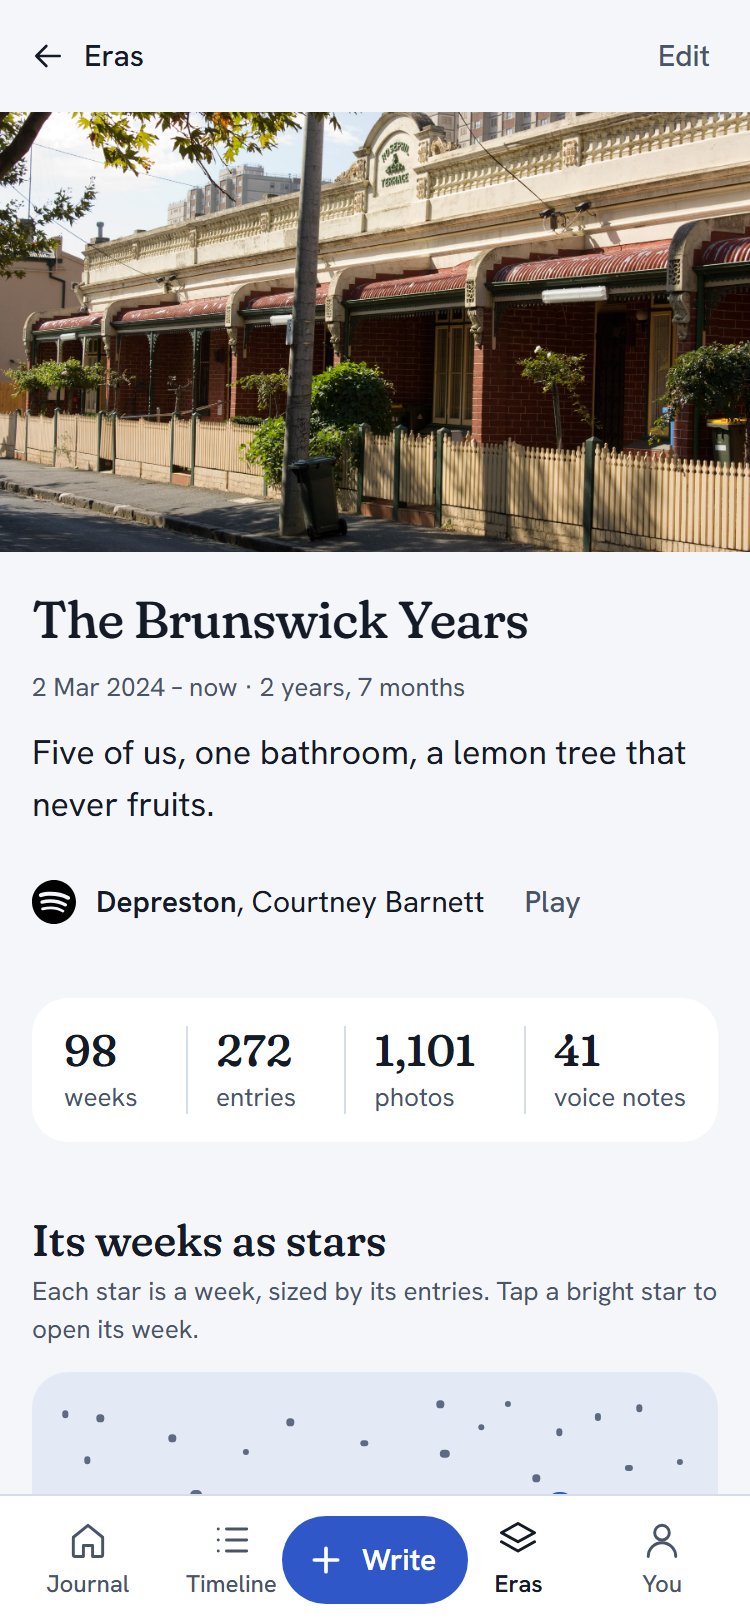 Eras
Edit
TERRACE
The Brunswick Years
2 Mar 2024 – now · 2 years, 7 months
Five of us, one bathroom, a lemon tree that
never fruits.
Depreston, Courtney Barnett Play
98 272 1,101 41
weeks entries photos voice notes
Its weeks as stars
Each star is a week, sized by its entries. Tap a bright star to
open its week.
Journal Timeline Write Eras You